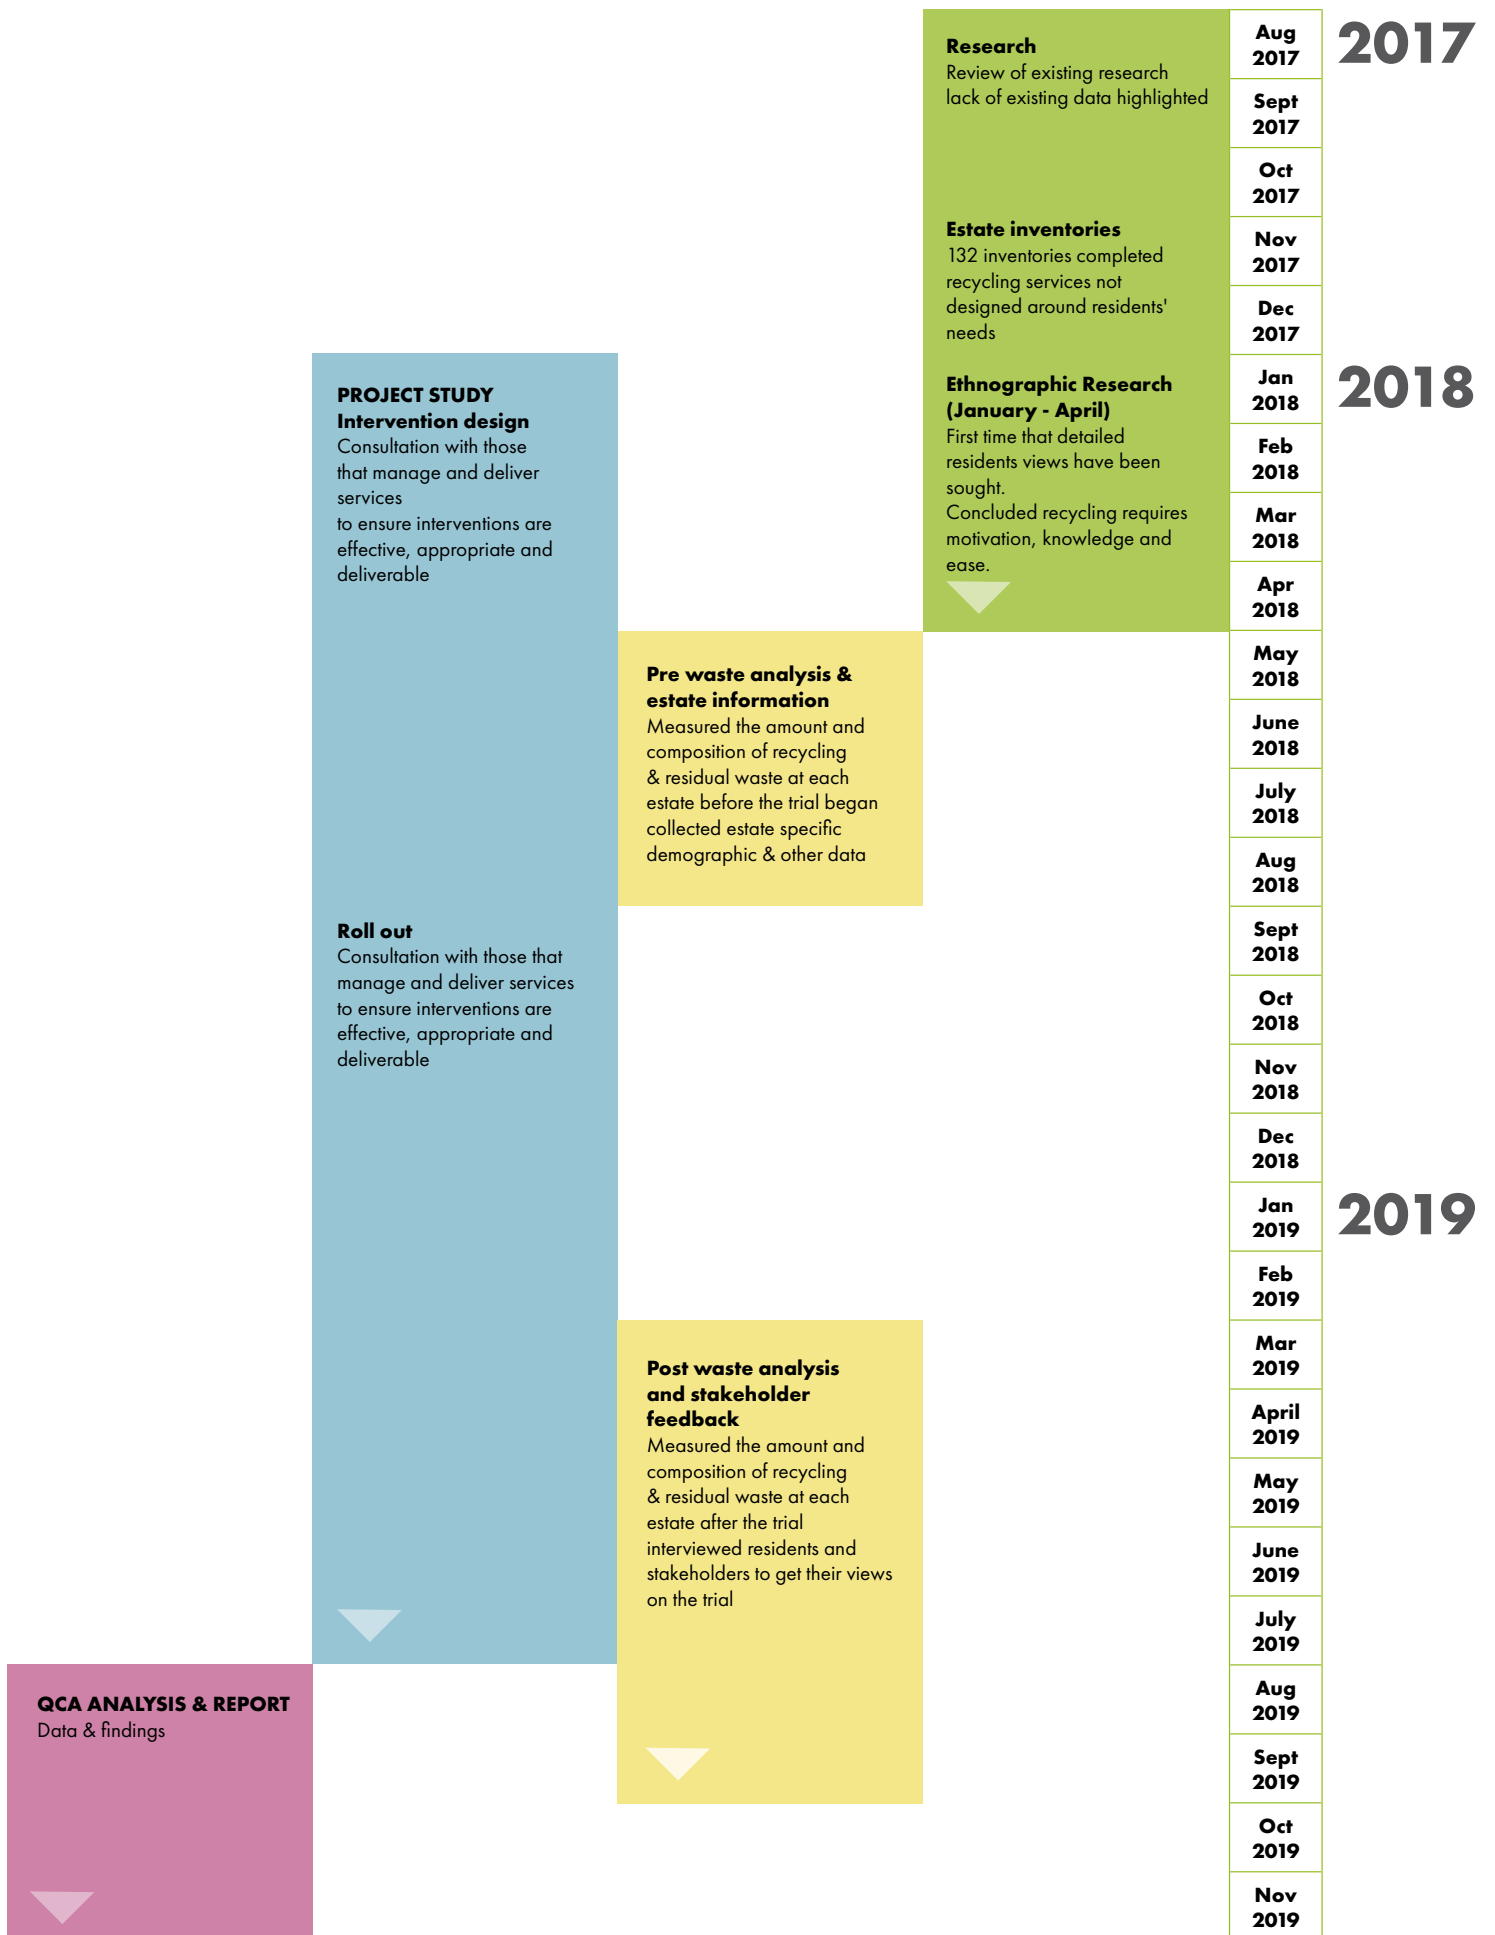 Research
Review of existing research
lack of existing data highlighted
Estate inventories
132 inventories completed
recycling services not
designed around residents'
needs
Ethnographic Research
(January - April)
First time that detailed
residents views have been
sought.
Concluded recycling requires
motivation, knowledge and
ease.
PROJECT STUDY
Intervention design
Consultation with those
that manage and deliver
services
to ensure interventions are
effective, appropriate and
deliverable
Roll out
Consultation with those that
manage and deliver services
to ensure interventions are
effective, appropriate and
deliverable
Pre waste analysis &
estate information
Measured the amount and
composition of recycling
& residual waste at each
estate before the trial began
collected estate specific
demographic & other data
Post waste analysis
and stakeholder
feedback
Measured the amount and
composition of recycling
& residual waste at each
estate after the trial
interviewed residents and
stakeholders to get their views
on the trial
QCA ANALYSIS & REPORT
Data & findings
Aug
2017
Sept
2017
Oct
2017
Nov
2017
Dec
2017
Jan
2018
Feb
2018
Mar
2018
Apr
2018
May
2018
June
2018
July
2018
Aug
2018
Sept
2018
Oct
2018
Nov
2018
Dec
2018
Jan
2019
Feb
2019
Mar
2019
April
2019
May
2019
June
2019
July
2019
Aug
2019
Sept
2019
Oct
2019
Nov
2019
2017
2018
2019